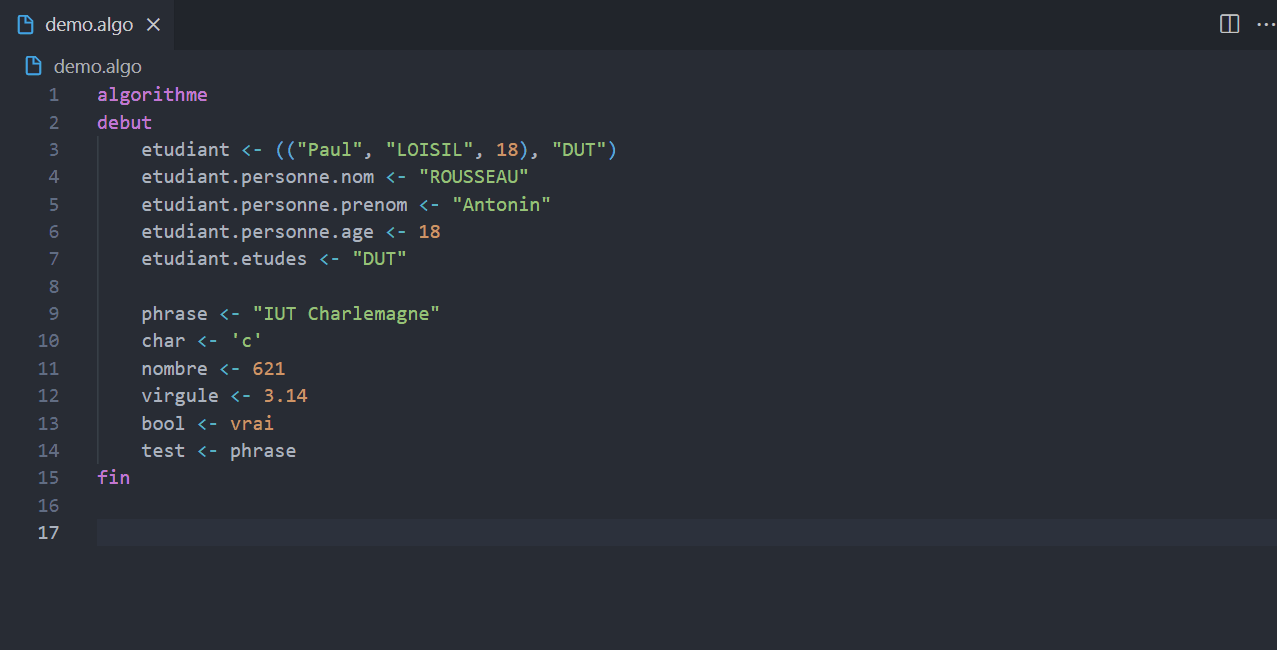 demo.algo
demo.algo
1 algorithme
2 debut
3 etudiant <- (("Paul", "LOISIL", 18), "DUT")
4 etudiant.personne.nom <- "ROUSSEAU"
5 etudiant.personne.prenom <- "Antonin"
6 etudiant.personne.age <- 18
7 etudiant.etudes <- "DUT"
8
9 phrase <- "IUT Charlemagne"
10 char <- 'c'
11 nombre <- 621
12 virgule <- 3.14
13 bool <- vrai
14 test <- phrase
15 fin
16
17